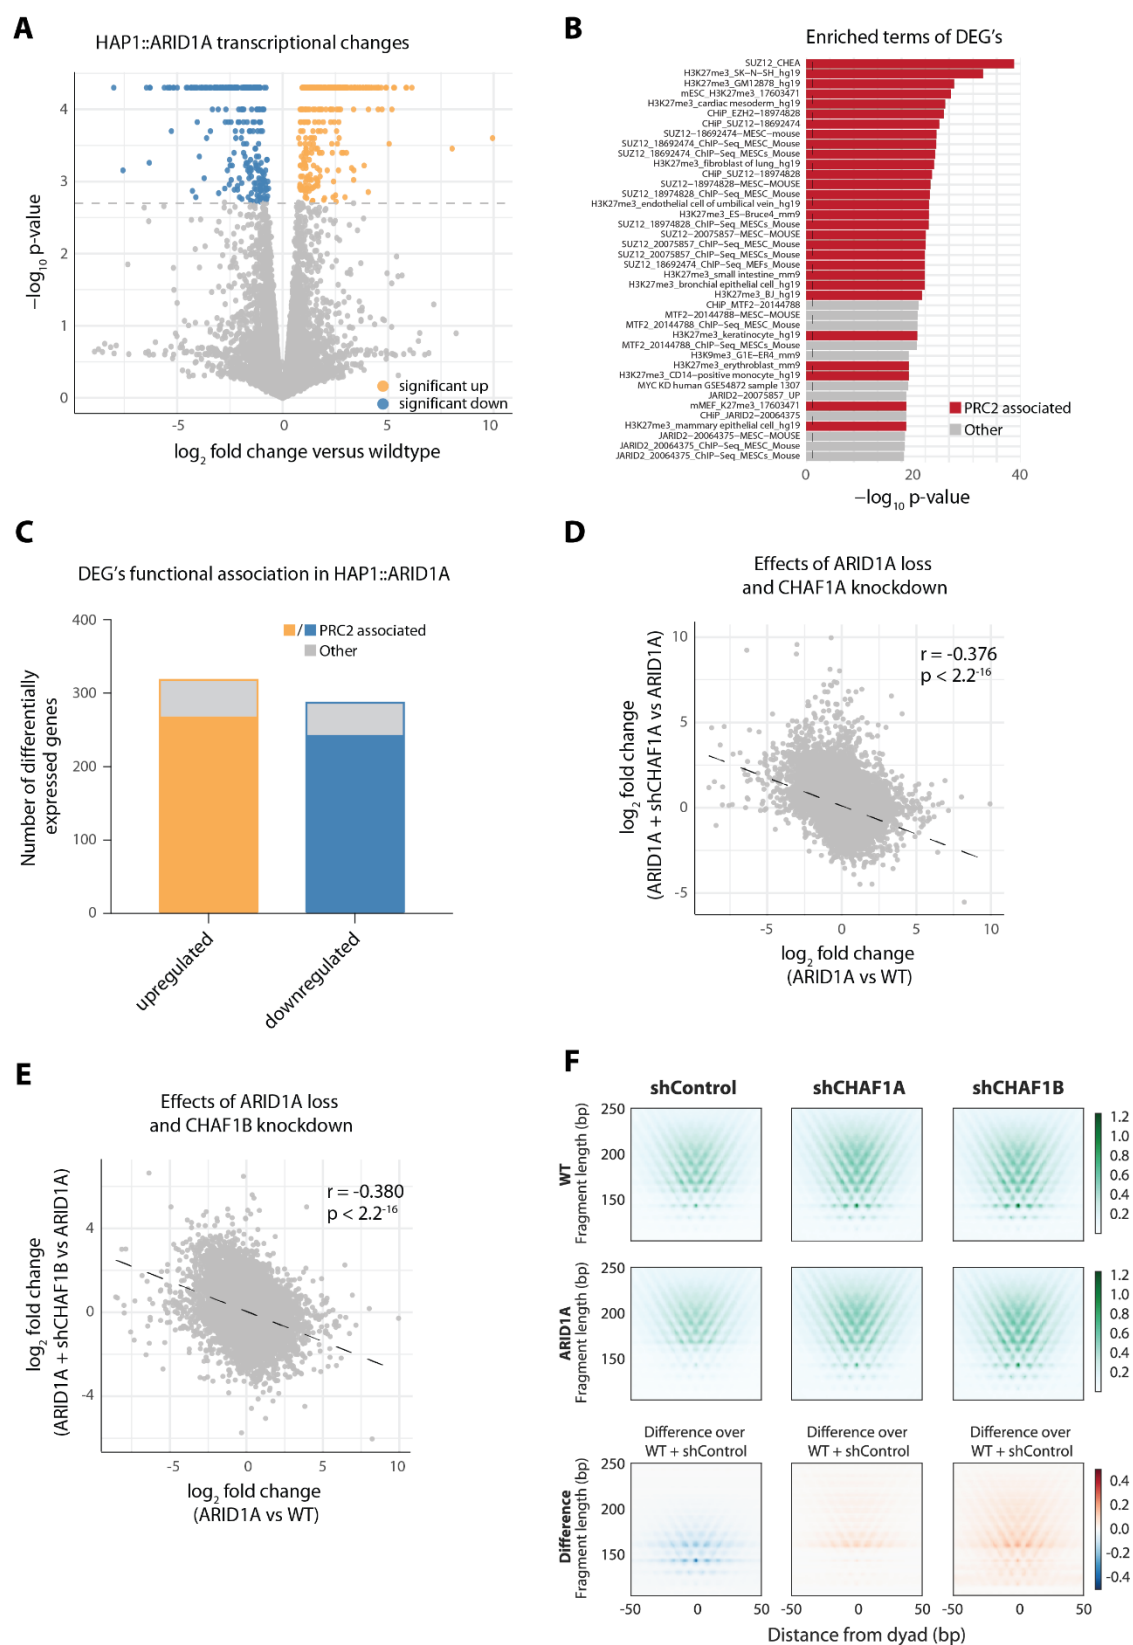 A
HAP1::ARID1A transcriptional changes
4
3
2
1
0
-5
0
5
10
−log10 p-value
log2 fold change versus wildtype
significant up
significant down
B
Enriched terms of DEG's
SUZ12_CHEA
H3K27me3_SK−N−SH_hg19
H3K27me3_GM12878_hg19
mESC_H3K27me3_17603471
H3K27me3_cardiac mesoderm_hg19
CHiP_EZH2−18974828
CHiP_SUZ12−18692474
SUZ12−18692474−MESC−mouse
SUZ12_18692474_ChIP−Seq_MESC_Mouse
SUZ12_18692474_ChIP−Seq_MESCs_Mouse
H3K27me3_fibroblast of lung_hg19
CHiP_SUZ12−18974828
SUZ12−18974828−MESC−MOUSE
SUZ12_18974828_ChIP−Seq_MESC_Mouse
H3K27me3_endothelial cell of umbilical vein_hg19
H3K27me3_ES−Bruce4_mm9
SUZ12_18974828_ChIP−Seq_MESCs_Mouse
SUZ12−20075857−MESC−MOUSE
SUZ12_20075857_ChIP−Seq_MESC_Mouse
SUZ12_20075857_ChIP−Seq_MESCs_Mouse
SUZ12_18692474_ChIP−Seq_MEFs_Mouse
H3K27me3_small intestine_mm9
H3K27me3_bronchial epithelial cell_hg19
H3K27me3_BJ_hg19
CHiP_MTF2−20144788
MTF2−20144788−MESC−MOUSE
MTF2_20144788_ChIP−Seq_MESC_Mouse
H3K27me3_keratinocyte_hg19
MTF2_20144788_ChIP−Seq_MESCs_Mouse
H3K9me3_G1E−ER4_mm9
H3K27me3_erythroblast_mm9
H3K27me3_CD14−positive monocyte_hg19
MYC KD human GSE54872 sample 1307
JARID2−20075857_UP
mMEF_K27me3_17603471
CHiP_JARID2−20064375
H3K27me3_mammary epithelial cell_hg19
JARID2−20064375−MESC−MOUSE
JARID2_20064375_ChIP−Seq_MESC_Mouse
JARID2_20064375_ChIP−Seq_MESCs_Mouse
PRC2 associated
Other
0
20
40
−log10 p-value
C
DEG's functional association in HAP1::ARID1A
400
300
200
100
0
Number of differentially
expressed genes
/ PRC2 associated
Other
upregulated
downregulated
D
Effects of ARID1A loss
and CHAF1A knockdown
r = -0.376
p < 2.2-16
10
5
0
-5
-5
0
5
10
log2 fold change
(ARID1A + shCHAF1A vs ARID1A)
log2 fold change
(ARID1A vs WT)
E
Effects of ARID1A loss
and CHAF1B knockdown
r = -0.380
p < 2.2-16
4
0
-4
-5
0
5
10
log2 fold change
(ARID1A + shCHAF1B vs ARID1A)
log2 fold change
(ARID1A vs WT)
F
shControl
shCHAF1A
shCHAF1B
WT
Fragment length (bp)
250
200
150
1.2
1.0
0.8
0.6
0.4
0.2
ARID1A
Fragment length (bp)
250
200
150
1.2
1.0
0.8
0.6
0.4
0.2
Difference over
WT + shControl
Difference over
WT + shControl
Difference over
WT + shControl
Difference
Fragment length (bp)
250
200
150
0.4
0.2
0.0
-0.2
-0.4
-50
0
50
-50
0
50
-50
0
50
Distance from dyad (bp)